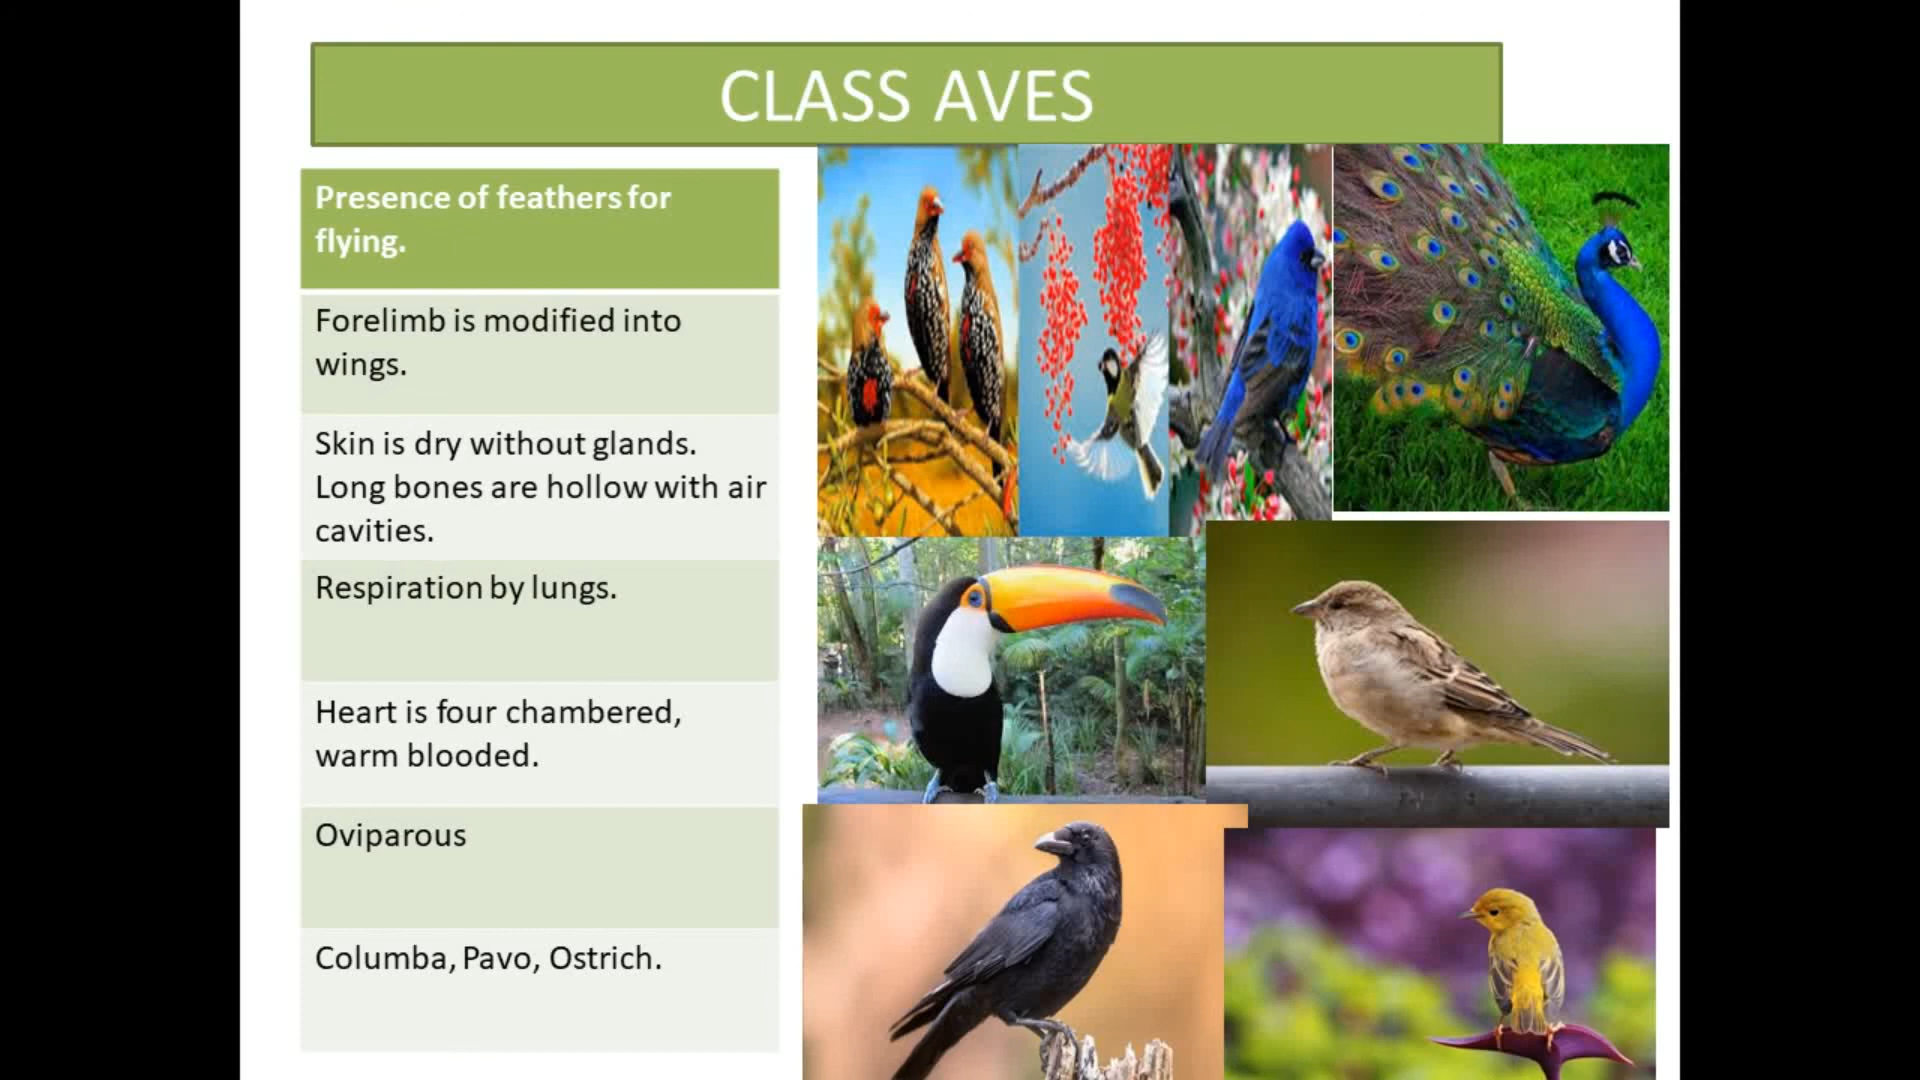 CLASS AVES
Presence of feathers for
flying.
Forelimb is modified into
wings.
Skin is dry without glands.
Long bones are hollow with air
cavities.
Respiration by lungs.
Heart is four chambered,
warm blooded.
Oviparous
Columba, Pavo, Ostrich.